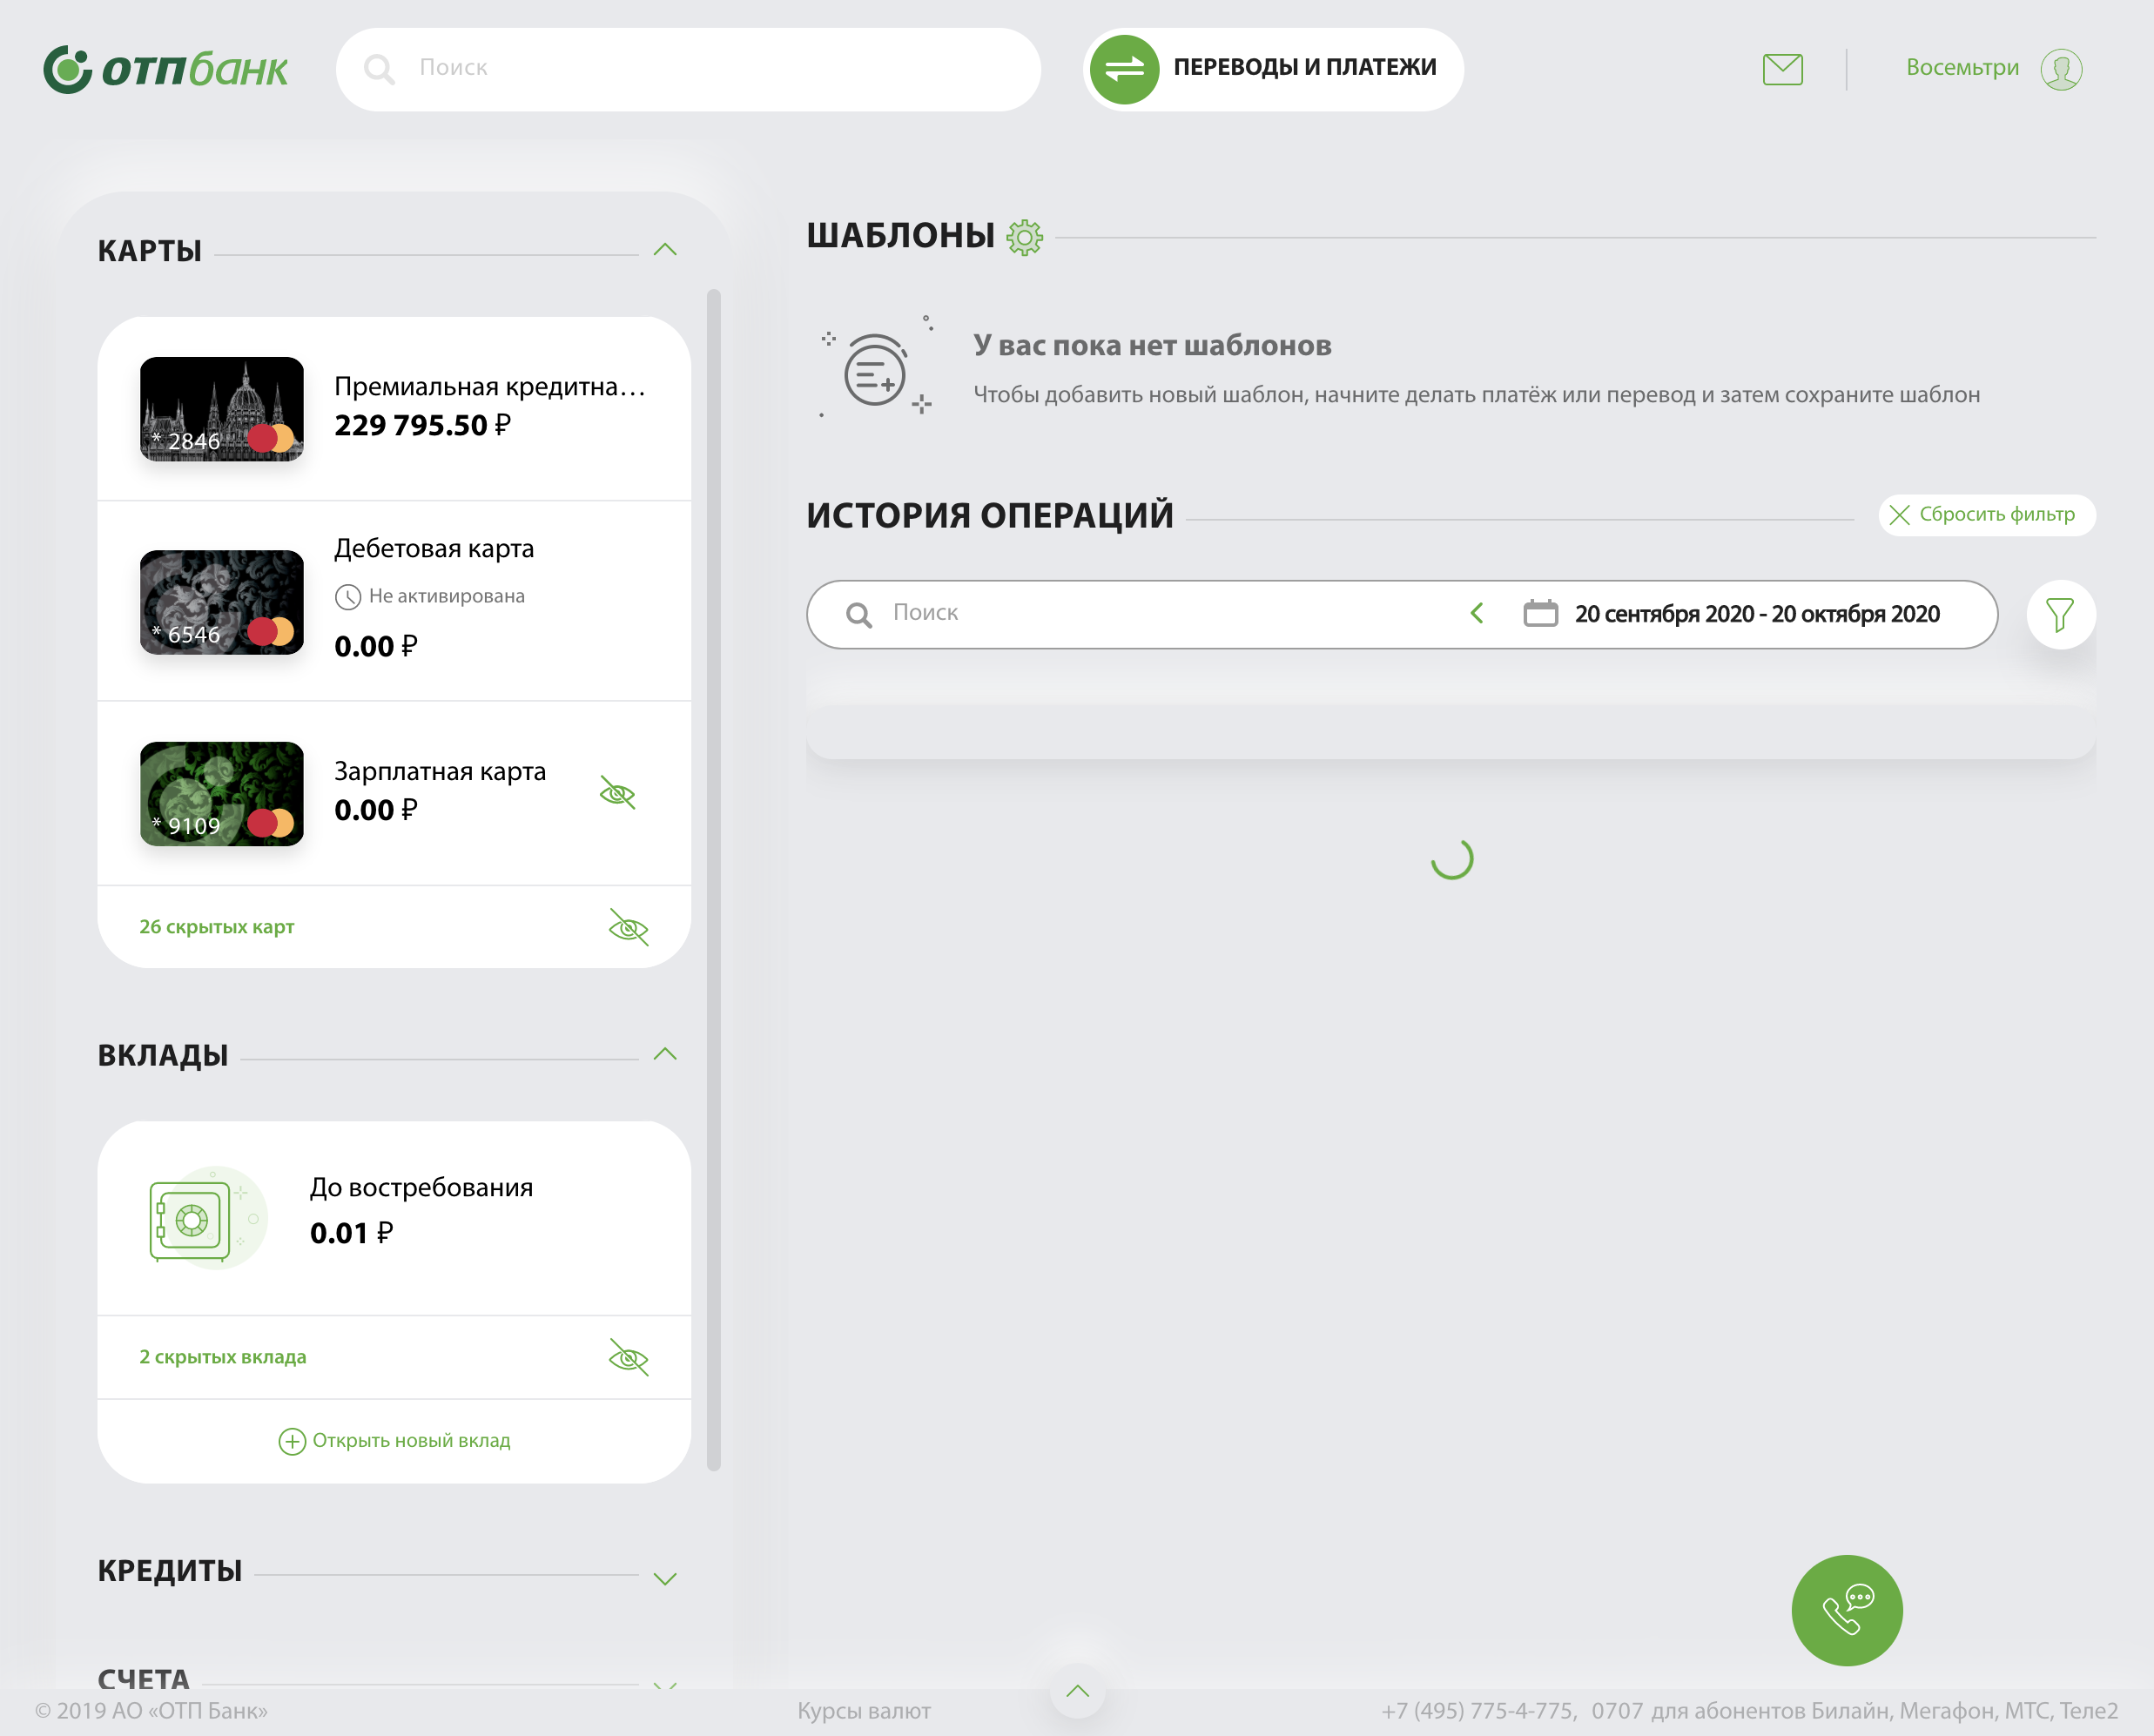 отпбанк
Поиск
ПЕРЕВОДЫ И ПЛАТЕЖИ
Восемьтри
КАРТЫ
Премиальная кредитна...
229 795.50 ₽
* 2846
Дебетовая карта
Не активирована
0.00 ₽
* 6546
Зарплатная карта
0.00 ₽
* 9109
26 скрытых карт
ВКЛАДЫ
До востребования
0.01 ₽
2 скрытых вклада
Открыть новый вклад
КРЕДИТЫ
СЧЕТА
ШАБЛОНЫ
У вас пока нет шаблонов
Чтобы добавить новый шаблон, начните делать платёж или перевод и затем сохраните шаблон
ИСТОРИЯ ОПЕРАЦИЙ
Сбросить фильтр
Поиск
20 сентября 2020 - 20 октября 2020
© 2019 АО «ОТП Банк»
Курсы валют
+7 (495) 775-4-775, 0707 для абонентов Билайн, Мегафон, МТС, Теле2